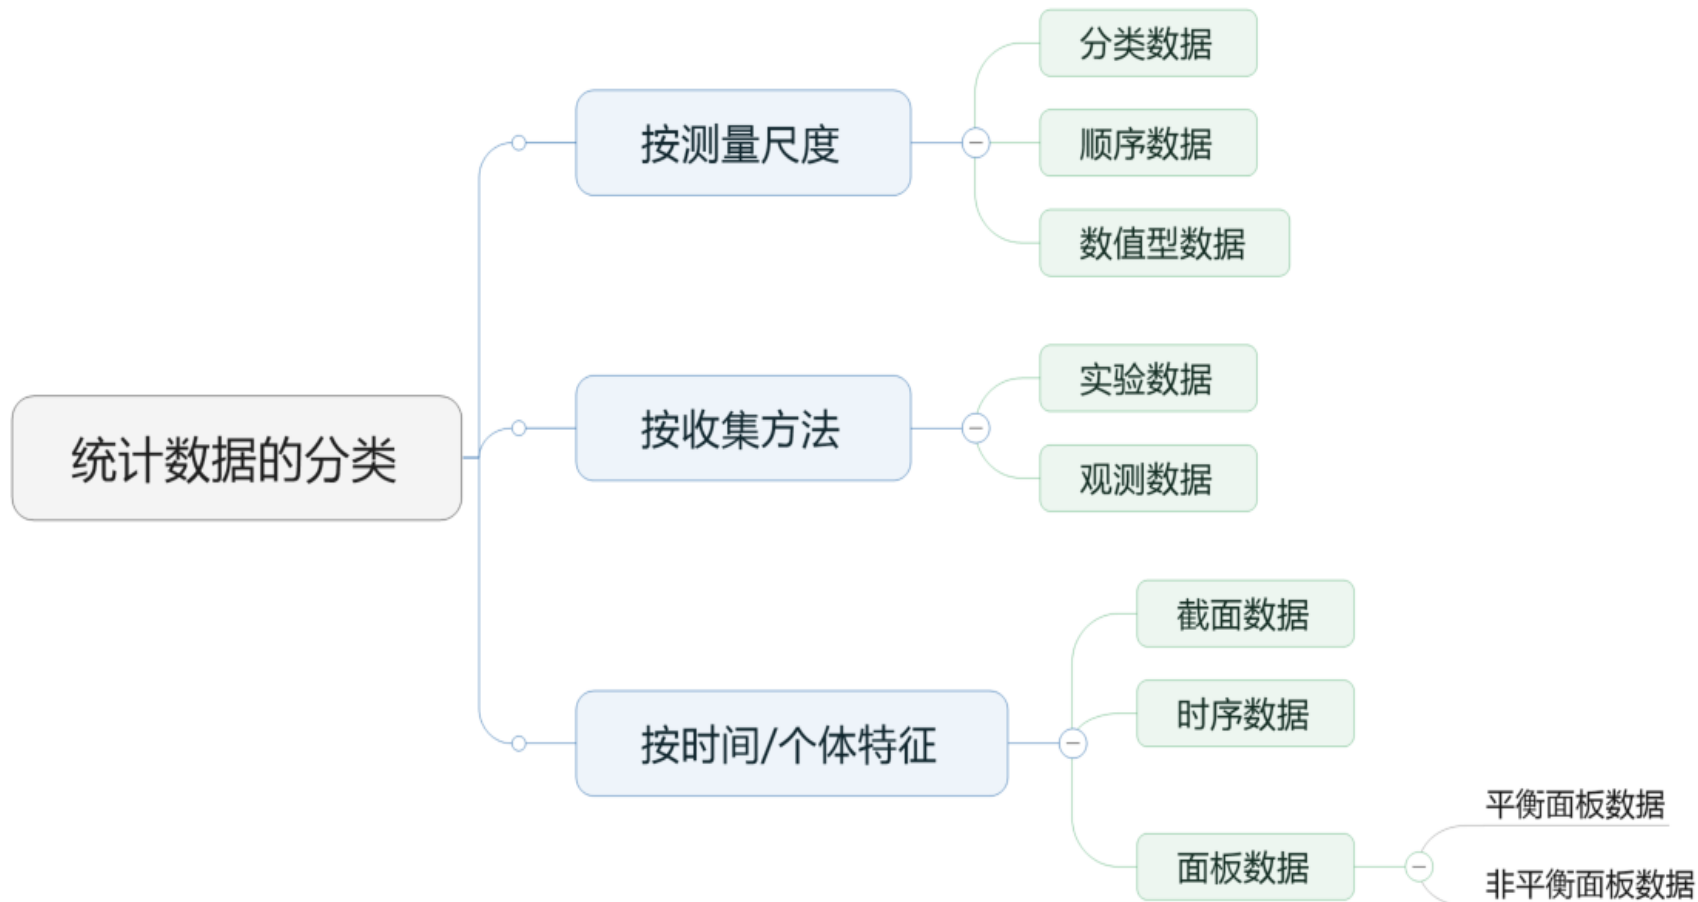 统计数据的分类
按测量尺度
分类数据
顺序数据
数值型数据
按收集方法
实验数据
观测数据
按时间/个体特征
截面数据
时序数据
面板数据
平衡面板数据
非平衡面板数据